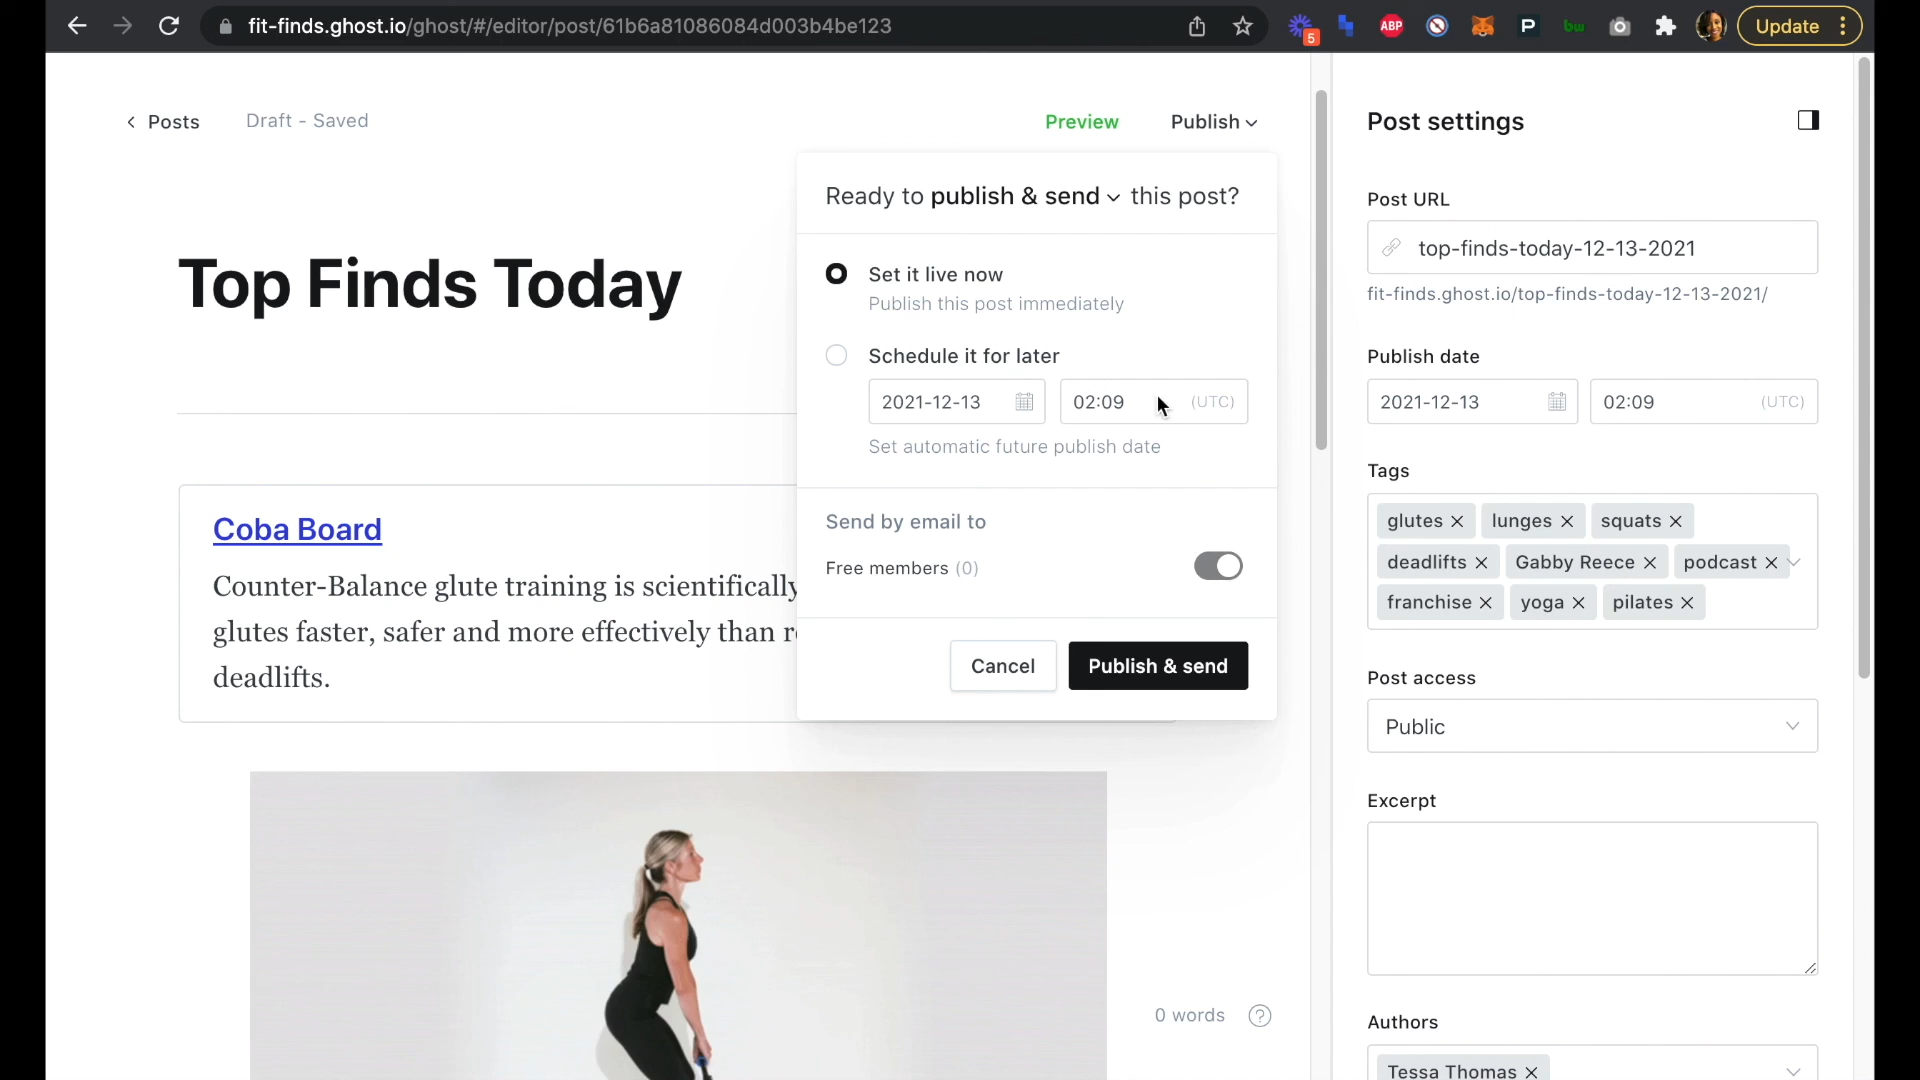 fit-finds.ghost.io/ghost/#/editor/post/61b6a81086084d003b4be123
5
ABP
P
bw
Update
Posts
Draft - Saved
Preview
Publish
Ready to publish & send this post?
Set it live now
Publish this post immediately
Schedule it for later
2021-12-13
02:09 (UTC)
Set automatic future publish date
Send by email to
Free members (0)
Cancel
Publish & send
Top Finds Today
Coba Board
Counter-Balance glute training is scientifically
glutes faster, safer and more effectively than
deadlifts.
0 words ?
Post settings
Post URL
top-finds-today-12-13-2021
fit-finds.ghost.io/top-finds-today-12-13-2021/
Publish date
2021-12-13
02:09 (UTC)
Tags
glutes × lunges × squats ×
deadlifts × Gabby Reece × podcast ×
franchise × yoga × pilates ×
Post access
Public
Excerpt
Authors
Tessa Thomas ×